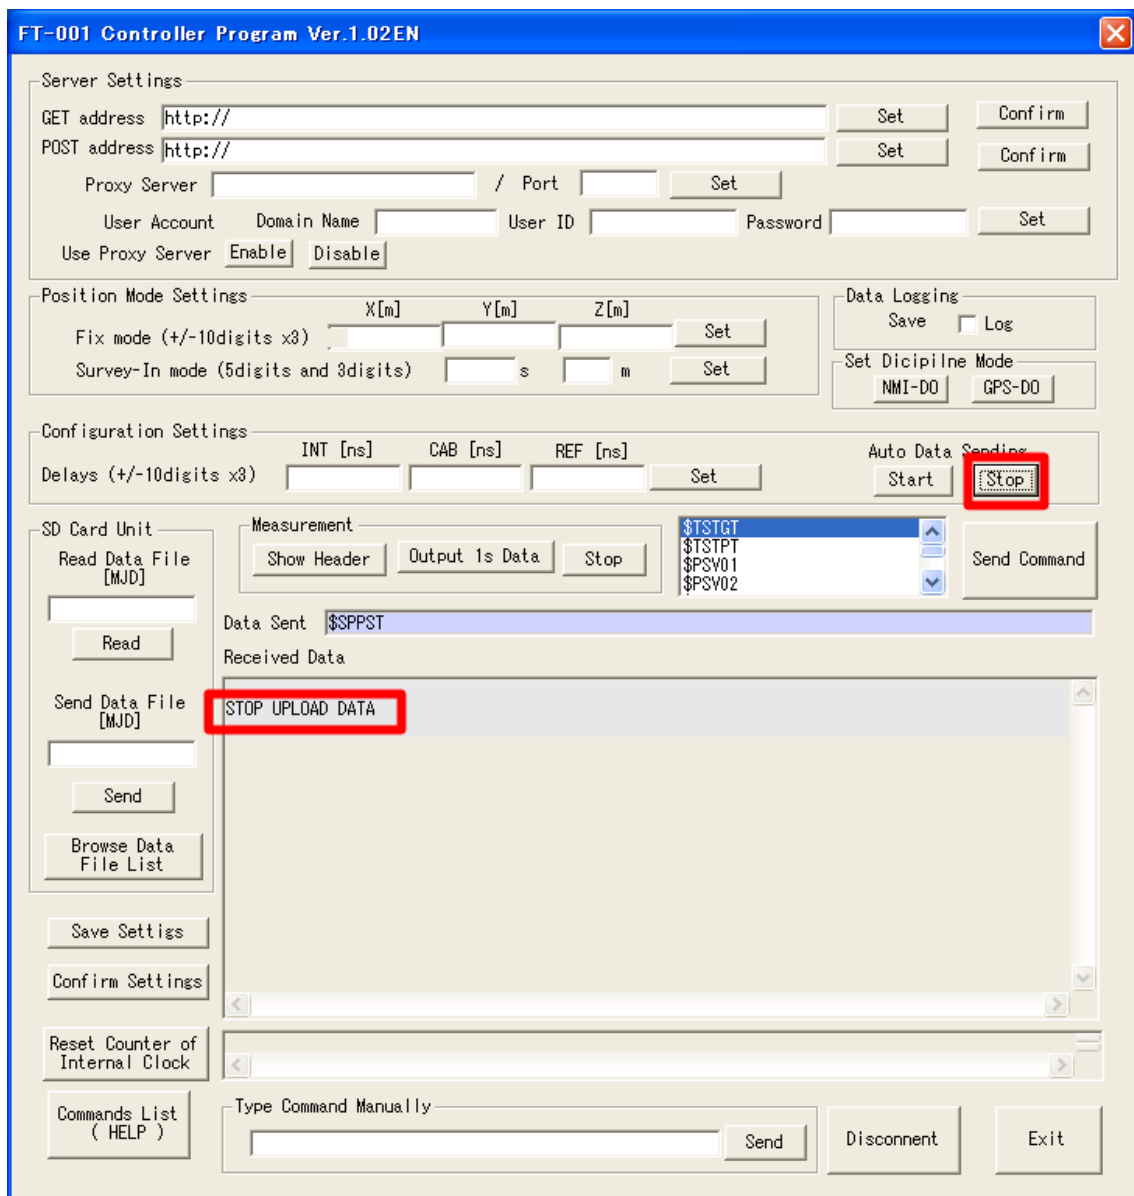 FT-001 Controller Program Ver.1.02EN
Server Settings
GET address http:// Set Confirm
POST address http:// Set Confirm
Proxy Server / Port Set
User Account Domain Name User ID Password Set
Use Proxy Server Enable Disable
Position Mode Settings
X[m] Y[m] Z[m]
Fix mode (+/-10digits x3) Set
Survey-In mode (5digits and 3digits) s m Set
Data Logging
Save Log
Set Dicipilne Mode
NMI-DO GPS-DO
Configuration Settings
INT [ns] CAB [ns] REF [ns]
Delays (+/-10digits x3) Set
Auto Data Sending
Start Stop
SD Card Unit
Read Data File
[MJD]
Read
Send Data File
[MJD]
Send
Browse Data
File List
Measurement
Show Header Output 1s Data Stop
$TSTGT
$TSTPT
$PSV01
$PSV02
Send Command
Data Sent $SPPST
Received Data
STOP UPLOAD DATA
Save Settigs
Confirm Settings
Reset Counter of
Internal Clock
Commands List
( HELP )
Type Command Manually
Send
Disconnent
Exit